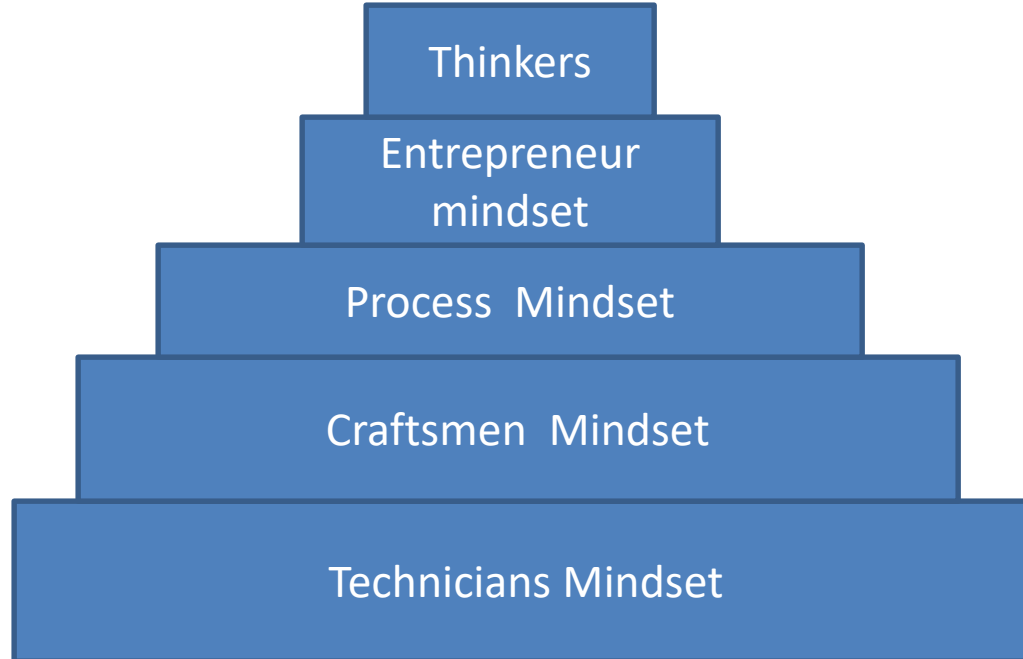 Thinkers
Entrepreneur
mindset
Process  Mindset
Craftsmen  Mindset
Technicians Mindset